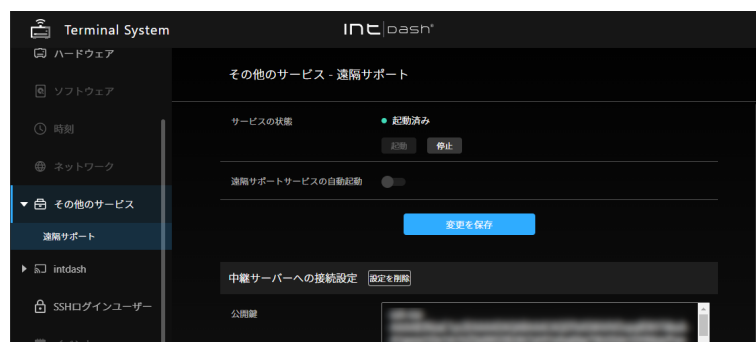 Terminal System
intdash
ハードウェア
ソフトウェア
時刻
ネットワーク
その他のサービス
遠隔サポート
intdash
SSHログインユーザー
その他のサービス - 遠隔サポート
サービスの状態
起動済み
起動 停止
遠隔サポートサービスの自動起動
変更を保存
中継サーバーへの接続設定 設定を削除
公開鍵